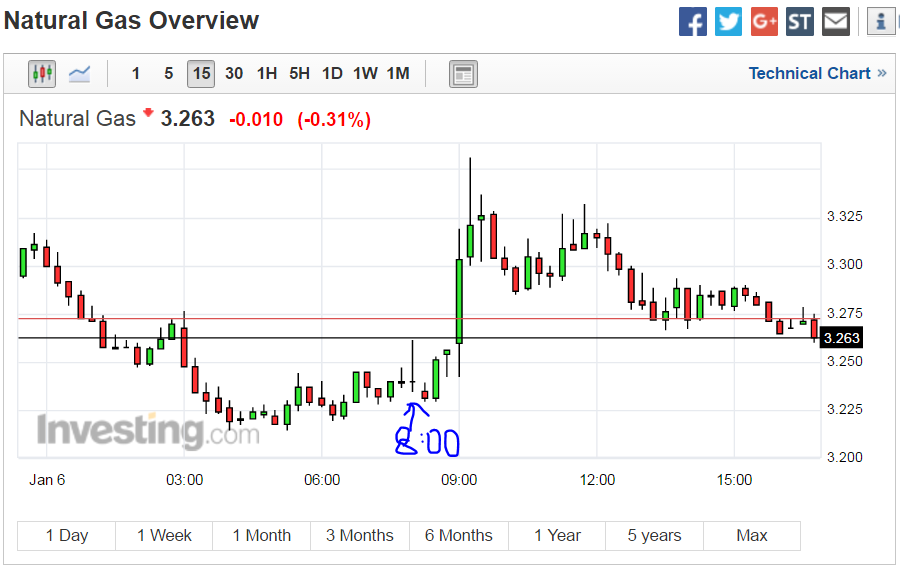 Natural Gas Overview
1 5 15 30 1H 5H 1D 1W 1M Technical Chart »
Natural Gas 3.263 -0.010 (-0.31%)
3.325
3.300
3.275
3.263
3.250
3.225
3.200
Investing.com
8:00
Jan 6 03:00 06:00 09:00 12:00 15:00
1 Day 1 Week 1 Month 3 Months 6 Months 1 Year 5 years Max
f G+ ST i